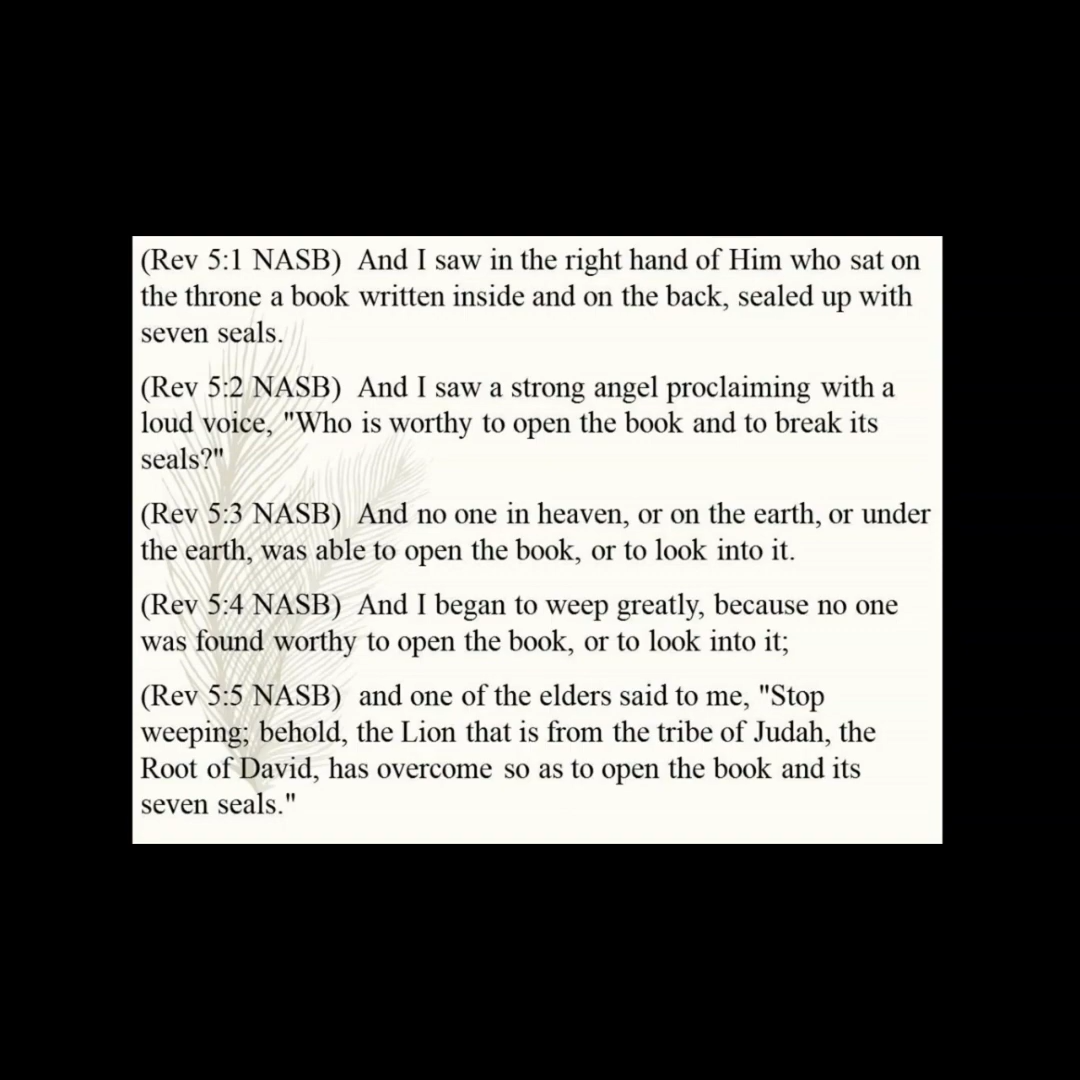 (Rev 5:1 NASB) And I saw in the right hand of Him who sat on
the throne a book written inside and on the back, sealed up with
seven seals.
(Rev 5:2 NASB) And I saw a strong angel proclaiming with a
loud voice, "Who is worthy to open the book and to break its
seals?"
(Rev 5:3 NASB) And no one in heaven, or on the earth, or under
the earth, was able to open the book, or to look into it.
(Rev 5:4 NASB) And I began to weep greatly, because no one
was found worthy to open the book, or to look into it;
(Rev 5:5 NASB) and one of the elders said to me, "Stop
weeping; behold, the Lion that is from the tribe of Judah, the
Root of David, has overcome so as to open the book and its
seven seals."